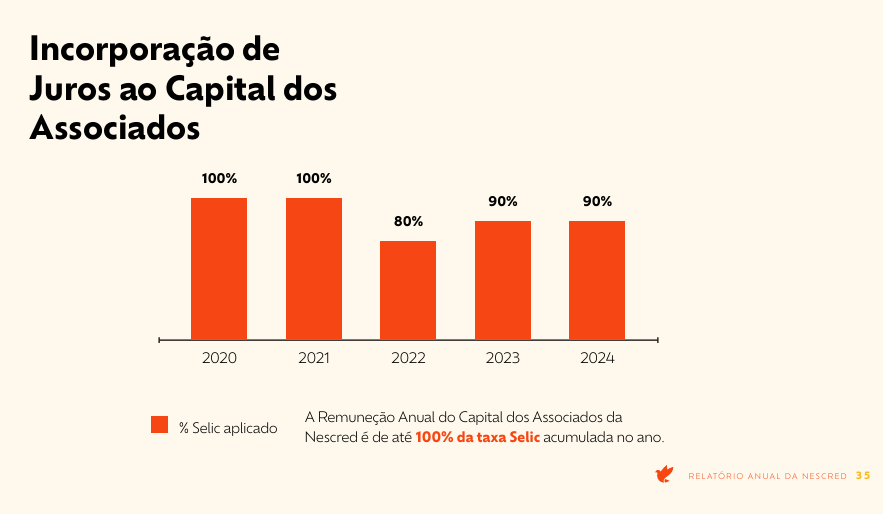 Incorporação de
Juros ao Capital dos
Associados
100%
100%
80%
90%
90%
2020
2021
2022
2023
2024
% Selic aplicado
A Remuneção Anual do Capital dos Associados da
Nescred é de até 100% da taxa Selic acumulada no ano.
RELATÓRIO ANUAL DA NESCRED 35